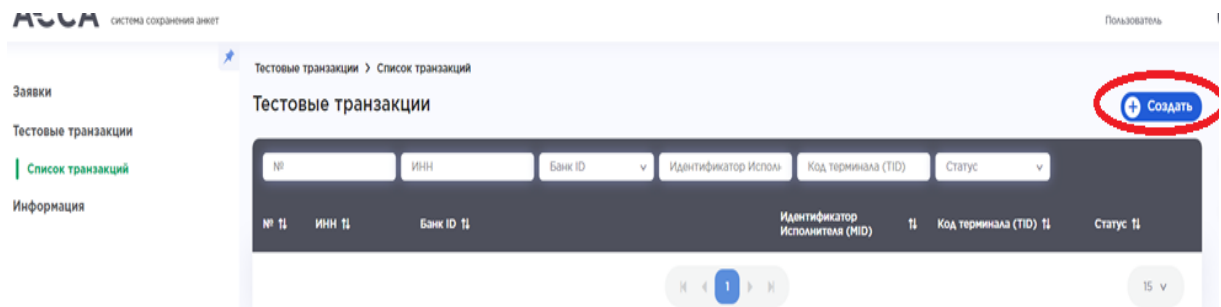 АССА система сохранения анкет
Пользователь
Тестовые транзакции > Список транзакций
Заявки
Тестовые транзакции
Создать
Тестовые транзакции
Список транзакций
№ ИНН Банк ID Идентификатор Исполн Код терминала (TID) Статус
Информация
№ ИНН Банк ID Идентификатор Исполнителя (MID) Код терминала (TID) Статус
1
15